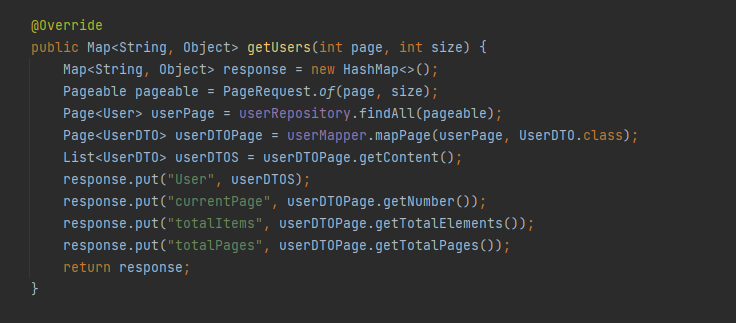 @Override
public Map<String, Object> getUsers(int page, int size) {
    Map<String, Object> response = new HashMap<>();
    Pageable pageable = PageRequest.of(page, size);
    Page<User> userPage = userRepository.findAll(pageable);
    Page<UserDTO> userDTOPage = userMapper.mapPage(userPage, UserDTO.class);
    List<UserDTO> userDTOS = userDTOPage.getContent();
    response.put("User", userDTOS);
    response.put("currentPage", userDTOPage.getNumber());
    response.put("totalItems", userDTOPage.getTotalElements());
    response.put("totalPages", userDTOPage.getTotalPages());
    return response;
}